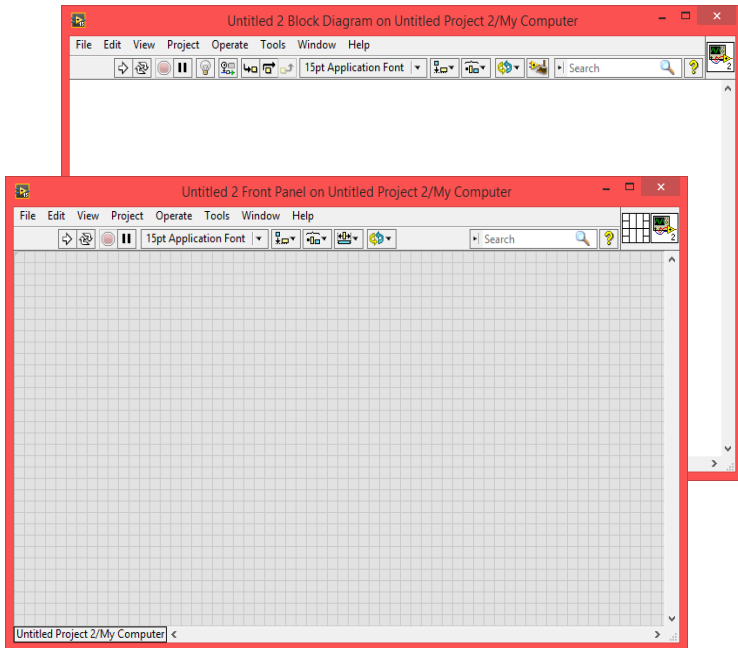 Untitled 2 Block Diagram on Untitled Project 2/My Computer
File Edit View Project Operate Tools Window Help
15pt Application Font Search ? 2
Untitled 2 Front Panel on Untitled Project 2/My Computer
File Edit View Project Operate Tools Window Help
15pt Application Font Search ? 2
Untitled Project 2/My Computer